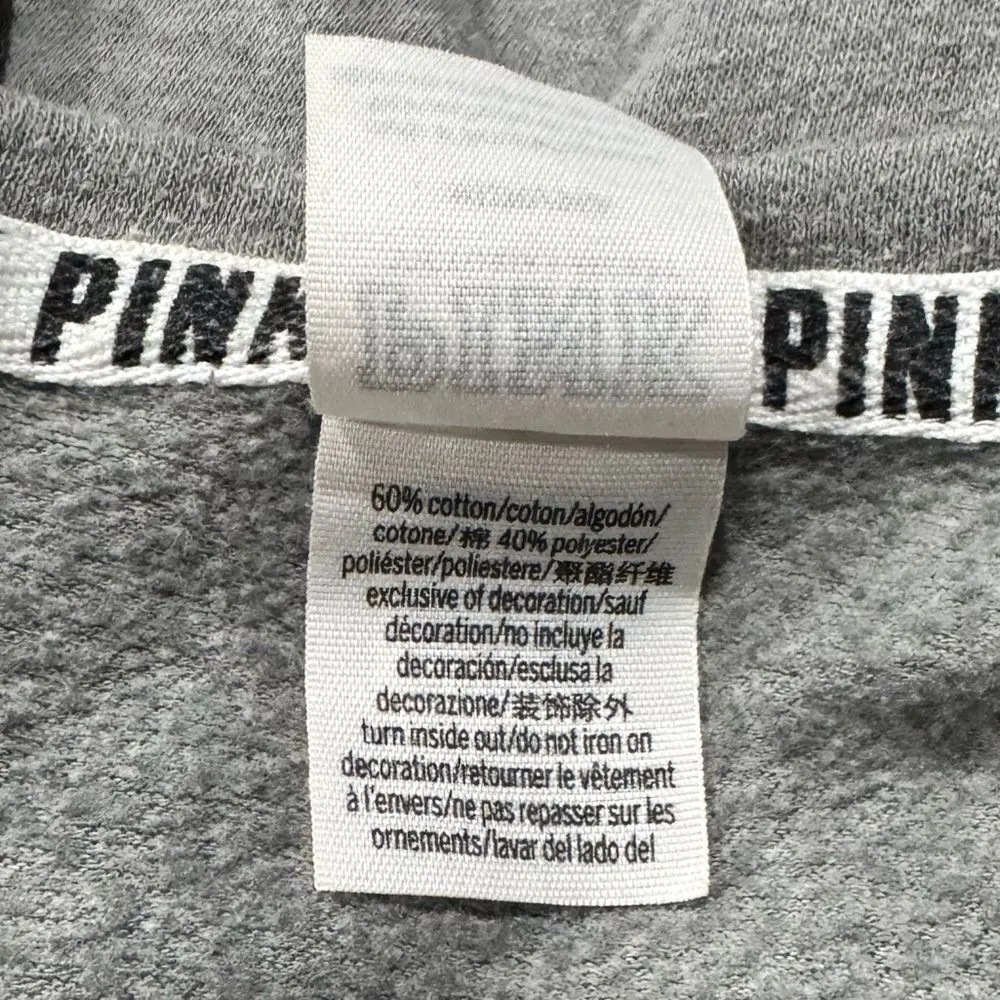 PINK
PINK
60% cotton/coton/algodón/
cotone/棉 40% polyester/
poliéster/poliestere/聚酯纤维
exclusive of decoration/sauf
décoration/no incluye la
decoración/esclusa la
decorazione/装饰除外
turn inside out/do not iron on
decoration/retourner le vêtement
à l'envers/ne pas repasser sur les
ornements/lavar del lado del